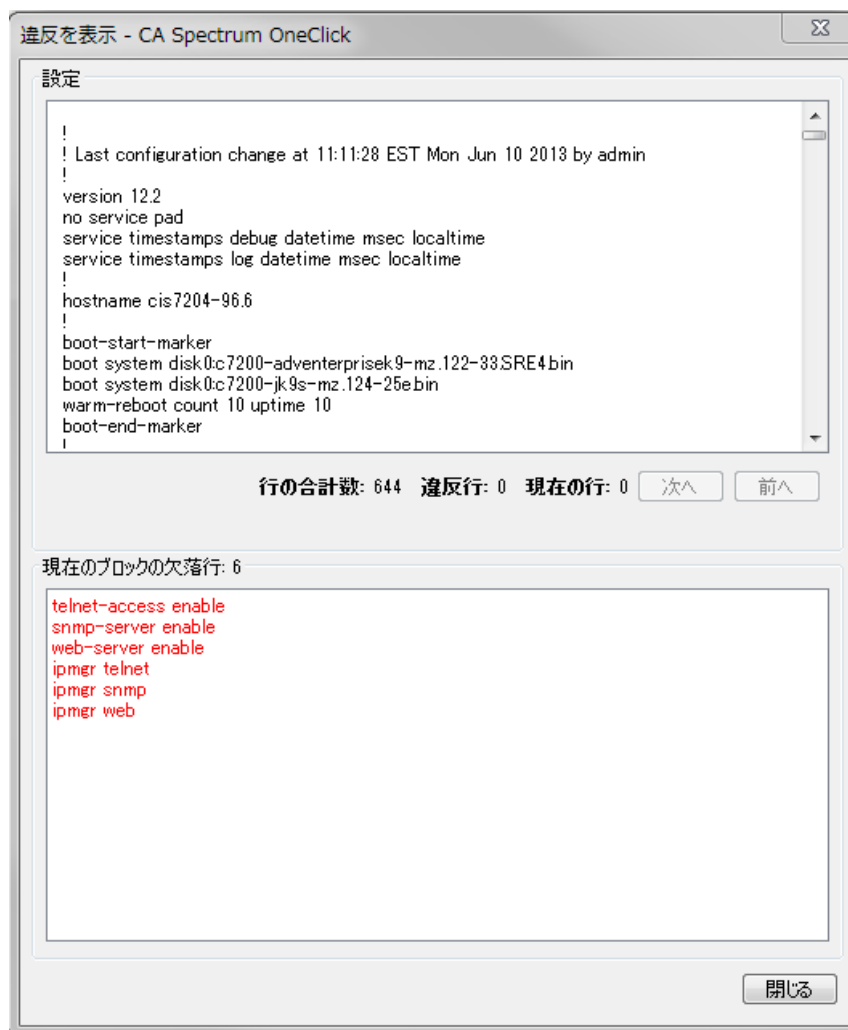 違反を表示 - CA Spectrum OneClick
設定
!
! Last configuration change at 11:11:28 EST Mon Jun 10 2013 by admin
!
version 12.2
no service pad
service timestamps debug datetime msec localtime
service timestamps log datetime msec localtime
!
hostname cis7204-96.6
!
boot-start-marker
boot system disk0:c7200-adventerprisek9-mz.122-33.SRE4.bin
boot system disk0:c7200-jk9s-mz.124-25e.bin
warm-reboot count 10 uptime 10
boot-end-marker
!
行の合計数: 644 違反行: 0 現在の行: 0 次へ 前へ
現在のブロックの欠落行: 6
telnet-access enable
snmp-server enable
web-server enable
ipmgr telnet
ipmgr snmp
ipmgr web
閉じる